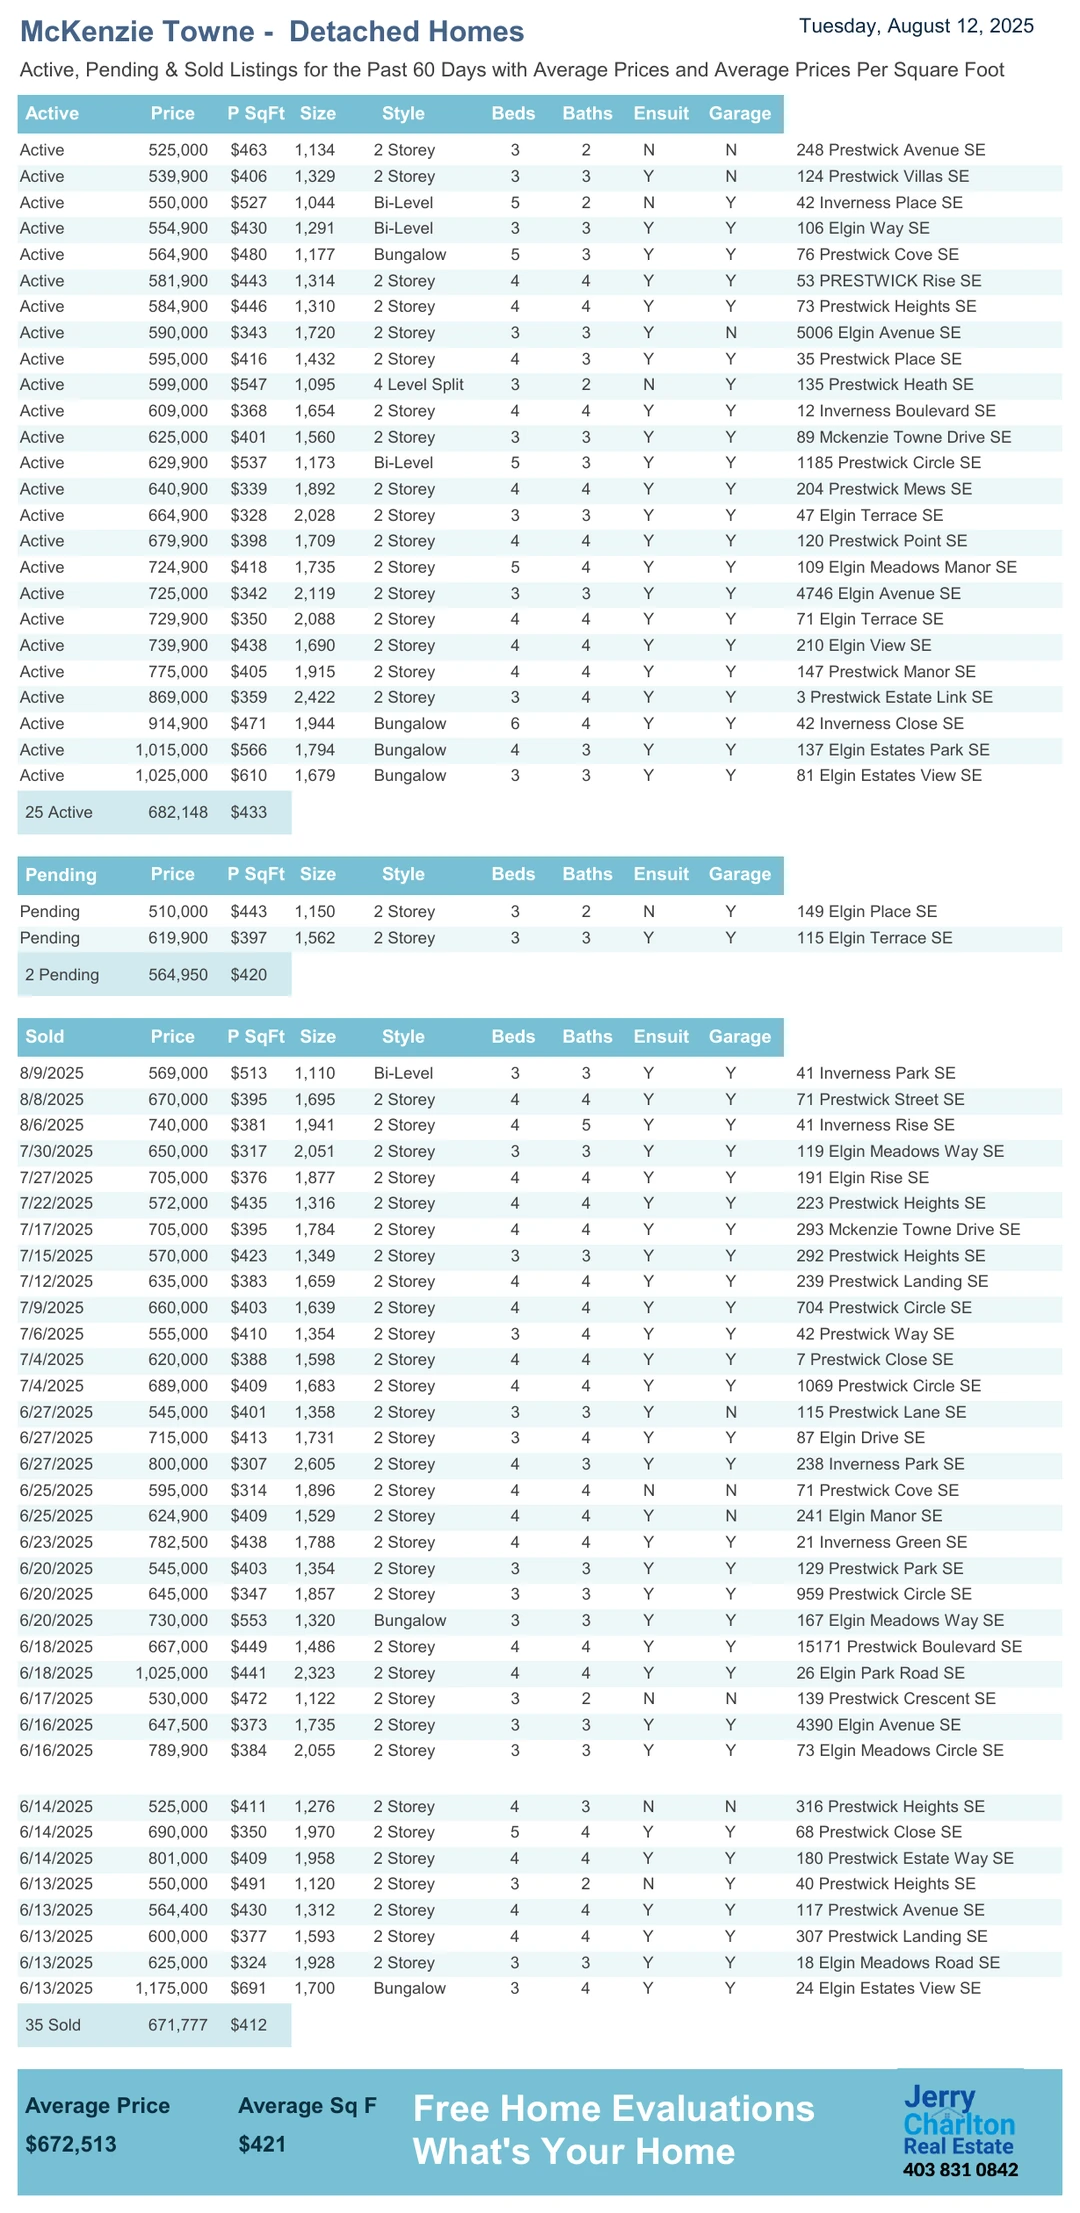 McKenzie Towne - Detached Homes
Tuesday, August 12, 2025
Active, Pending & Sold Listings for the Past 60 Days with Average Prices and Average Prices Per Square Foot
Active Price P SqFt Size Style Beds Baths Ensuit Garage
Active 525,000 $463 1,134 2 Storey 3 2 N N 248 Prestwick Avenue SE
Active 539,900 $406 1,329 2 Storey 3 3 Y N 124 Prestwick Villas SE
Active 550,000 $527 1,044 Bi-Level 5 2 N Y 42 Inverness Place SE
Active 554,900 $430 1,291 Bi-Level 3 3 Y Y 106 Elgin Way SE
Active 564,900 $480 1,177 Bungalow 5 3 Y Y 76 Prestwick Cove SE
Active 581,900 $443 1,314 2 Storey 4 4 Y Y 53 PRESTWICK Rise SE
Active 584,900 $446 1,310 2 Storey 4 4 Y Y 73 Prestwick Heights SE
Active 590,000 $343 1,720 2 Storey 3 3 Y N 5006 Elgin Avenue SE
Active 595,000 $416 1,432 2 Storey 4 3 Y Y 35 Prestwick Place SE
Active 599,000 $547 1,095 4 Level Split 3 2 N Y 135 Prestwick Heath SE
Active 609,000 $368 1,654 2 Storey 4 4 Y Y 12 Inverness Boulevard SE
Active 625,000 $401 1,560 2 Storey 3 3 Y Y 89 Mckenzie Towne Drive SE
Active 629,900 $537 1,173 Bi-Level 5 3 Y Y 1185 Prestwick Circle SE
Active 640,900 $339 1,892 2 Storey 4 4 Y Y 204 Prestwick Mews SE
Active 664,900 $328 2,028 2 Storey 3 3 Y Y 47 Elgin Terrace SE
Active 679,900 $398 1,709 2 Storey 4 4 Y Y 120 Prestwick Point SE
Active 724,900 $418 1,735 2 Storey 5 4 Y Y 109 Elgin Meadows Manor SE
Active 725,000 $342 2,119 2 Storey 3 3 Y Y 4746 Elgin Avenue SE
Active 729,900 $350 2,088 2 Storey 4 4 Y Y 71 Elgin Terrace SE
Active 739,900 $438 1,690 2 Storey 4 4 Y Y 210 Elgin View SE
Active 775,000 $405 1,915 2 Storey 4 4 Y Y 147 Prestwick Manor SE
Active 869,000 $359 2,422 2 Storey 3 4 Y Y 3 Prestwick Estate Link SE
Active 914,900 $471 1,944 Bungalow 6 4 Y Y 42 Inverness Close SE
Active 1,015,000 $566 1,794 Bungalow 4 3 Y Y 137 Elgin Estates Park SE
Active 1,025,000 $610 1,679 Bungalow 3 3 Y Y 81 Elgin Estates View SE
25 Active 682,148 $433
Pending Price P SqFt Size Style Beds Baths Ensuit Garage
Pending 510,000 $443 1,150 2 Storey 3 2 N Y 149 Elgin Place SE
Pending 619,900 $397 1,562 2 Storey 3 3 Y Y 115 Elgin Terrace SE
2 Pending 564,950 $420
Sold Price P SqFt Size Style Beds Baths Ensuit Garage
8/9/2025 569,000 $513 1,110 Bi-Level 3 3 Y Y 41 Inverness Park SE
8/8/2025 670,000 $395 1,695 2 Storey 4 4 Y Y 71 Prestwick Street SE
8/6/2025 740,000 $381 1,941 2 Storey 4 5 Y Y 41 Inverness Rise SE
7/30/2025 650,000 $317 2,051 2 Storey 3 3 Y Y 119 Elgin Meadows Way SE
7/27/2025 705,000 $376 1,877 2 Storey 4 4 Y Y 191 Elgin Rise SE
7/22/2025 572,000 $435 1,316 2 Storey 4 4 Y Y 223 Prestwick Heights SE
7/17/2025 705,000 $395 1,784 2 Storey 4 4 Y Y 293 Mckenzie Towne Drive SE
7/15/2025 570,000 $423 1,349 2 Storey 3 3 Y Y 292 Prestwick Heights SE
7/12/2025 635,000 $383 1,659 2 Storey 4 4 Y Y 239 Prestwick Landing SE
7/9/2025 660,000 $403 1,639 2 Storey 4 4 Y Y 704 Prestwick Circle SE
7/6/2025 555,000 $410 1,354 2 Storey 3 4 Y Y 42 Prestwick Way SE
7/4/2025 620,000 $388 1,598 2 Storey 4 4 Y Y 7 Prestwick Close SE
7/4/2025 689,000 $409 1,683 2 Storey 4 4 Y Y 1069 Prestwick Circle SE
6/27/2025 545,000 $401 1,358 2 Storey 3 3 Y N 115 Prestwick Lane SE
6/27/2025 715,000 $413 1,731 2 Storey 3 4 Y Y 87 Elgin Drive SE
6/27/2025 800,000 $307 2,605 2 Storey 4 3 Y Y 238 Inverness Park SE
6/25/2025 595,000 $314 1,896 2 Storey 4 4 N N 71 Prestwick Cove SE
6/25/2025 624,900 $409 1,529 2 Storey 4 4 Y N 241 Elgin Manor SE
6/23/2025 782,500 $438 1,788 2 Storey 4 4 Y Y 21 Inverness Green SE
6/20/2025 545,000 $403 1,354 2 Storey 3 3 Y Y 129 Prestwick Park SE
6/20/2025 645,000 $347 1,857 2 Storey 3 3 Y Y 959 Prestwick Circle SE
6/20/2025 730,000 $553 1,320 Bungalow 3 3 Y Y 167 Elgin Meadows Way SE
6/18/2025 667,000 $449 1,486 2 Storey 4 4 Y Y 15171 Prestwick Boulevard SE
6/18/2025 1,025,000 $441 2,323 2 Storey 4 4 Y Y 26 Elgin Park Road SE
6/17/2025 530,000 $472 1,122 2 Storey 3 2 N N 139 Prestwick Crescent SE
6/16/2025 647,500 $373 1,735 2 Storey 3 3 Y Y 4390 Elgin Avenue SE
6/16/2025 789,900 $384 2,055 2 Storey 3 3 Y Y 73 Elgin Meadows Circle SE
6/14/2025 525,000 $411 1,276 2 Storey 4 3 N N 316 Prestwick Heights SE
6/14/2025 690,000 $350 1,970 2 Storey 5 4 Y Y 68 Prestwick Close SE
6/14/2025 801,000 $409 1,958 2 Storey 4 4 Y Y 180 Prestwick Estate Way SE
6/13/2025 550,000 $491 1,120 2 Storey 3 2 N Y 40 Prestwick Heights SE
6/13/2025 564,400 $430 1,312 2 Storey 4 4 Y Y 117 Prestwick Avenue SE
6/13/2025 600,000 $377 1,593 2 Storey 4 4 Y Y 307 Prestwick Landing SE
6/13/2025 625,000 $324 1,928 2 Storey 3 3 Y Y 18 Elgin Meadows Road SE
6/13/2025 1,175,000 $691 1,700 Bungalow 3 4 Y Y 24 Elgin Estates View SE
35 Sold 671,777 $412
Average Price Average Sq F
$672,513 $421
Free Home Evaluations
What's Your Home
Jerry
Charlton
Real Estate
403 831 0842